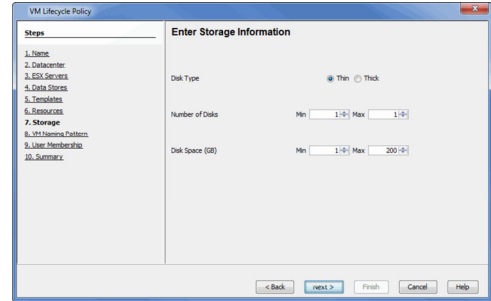 VM Lifecycle Policy
Steps
1. Name
2. Datacenter
3. ESX Servers
4. Data Stores
5. Templates
6. Resources
7. Storage
8. VM Naming Pattern
9. User Membership
10. Summary
Enter Storage Information
Disk Type Thin Thick
Number of Disks Min 1 Max 1
Disk Space (GB) Min 1 Max 200
< Back Next > Finish Cancel Help